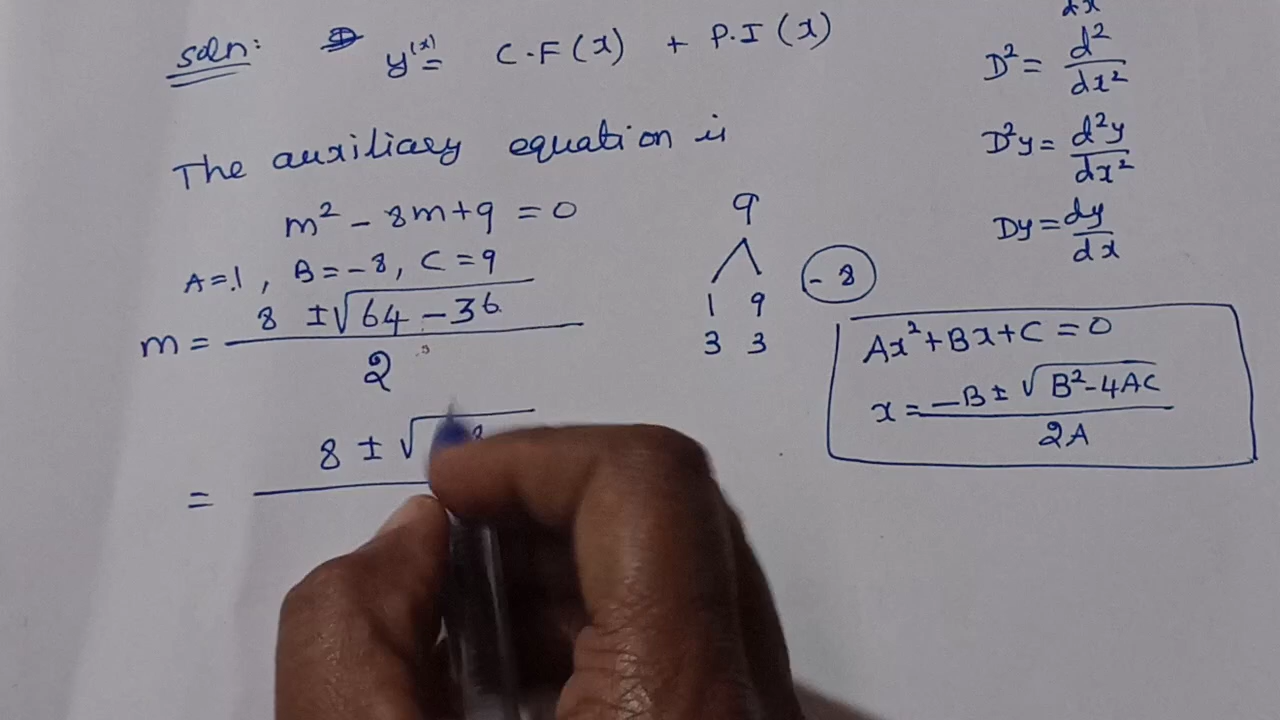 Soln: y(x) = C.F(x) + P.I(x)
The auxiliary equation is
m² - 8m + 9 = 0
A = 1, B = -8, C = 9
m = 8 ± √64 - 36 / 2
= 8 ± √
9
1 9
3 3
- 8
dx
D² = d²/dx²
D²y = d²y/dx²
Dy = dy/dx
Ax² + Bx + C = 0
x = -B ± √B² - 4AC / 2A